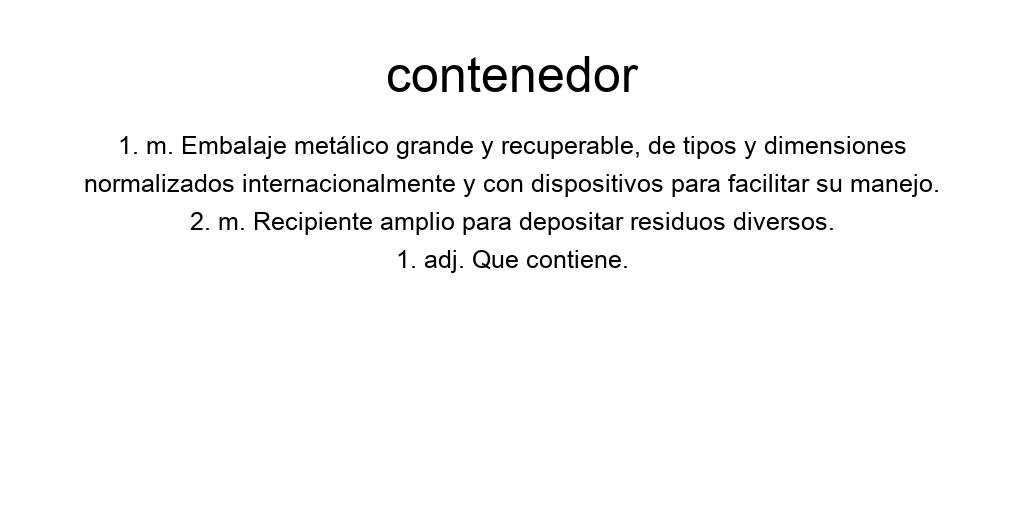 contenedor
1. m. Embalaje metálico grande y recuperable, de tipos y dimensiones
normalizados internacionalmente y con dispositivos para facilitar su manejo.
2. m. Recipiente amplio para depositar residuos diversos.
1. adj. Que contiene.